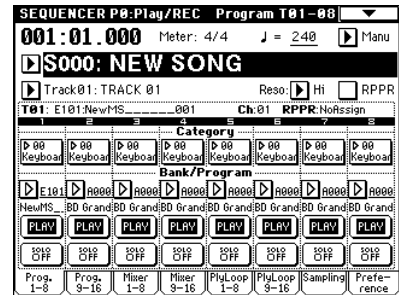 SEQUENCER P0:Play/REC Program T01-08
001:01.000 Meter: 4/4 ♩ = 240 Manu
S000: NEW SONG
Track01: TRACK 01 Reso: Hi RPPR
T01: E101:NewMS______001 Ch:01 RPPR:NoAssign
1 2 3 4 5 6 7 8
Category
00 00 00 00 00 00 00 00
Keyboar Keyboar Keyboar Keyboar Keyboar Keyboar Keyboar Keyboar
Bank/Program
E101 A000 A000 A000 A000 A000 A000 A000
NewMS_ BD Grand BD Grand BD Grand BD Grand BD Grand BD Grand BD Grand
PLAY PLAY PLAY PLAY PLAY PLAY PLAY PLAY
SOLO SOLO SOLO SOLO SOLO SOLO SOLO SOLO
OFF OFF OFF OFF OFF OFF OFF OFF
Prog. Prog. Mixer Mixer PlyLoop PlyLoop Sampling Prefe-
1-8 9-16 1-8 9-16 1-8 9-16 rence